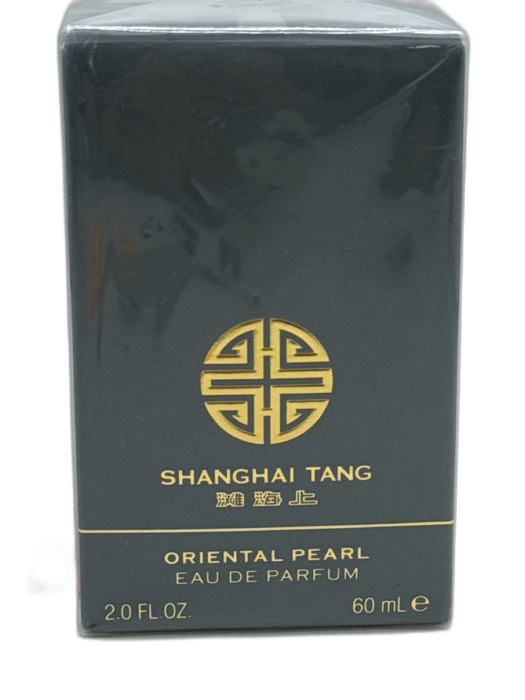 SHANGHAI TANG
灘海上
ORIENTAL PEARL
EAU DE PARFUM
2.0 FL.OZ. 60 mL ℮